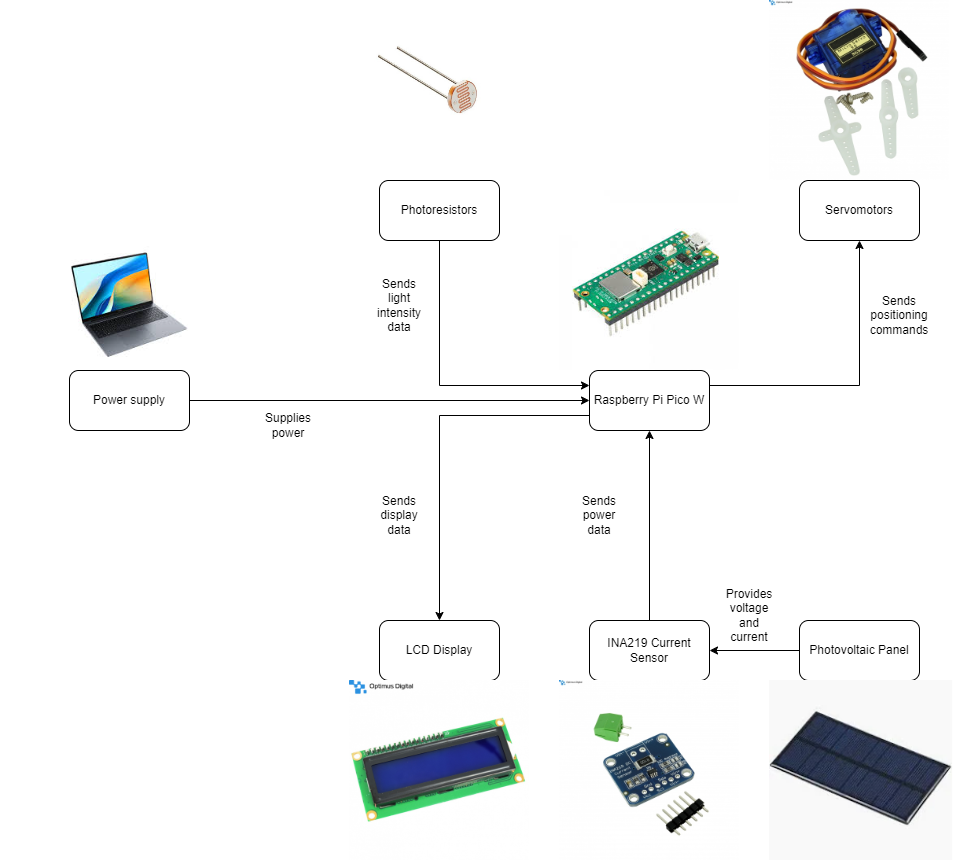 Photoresistors
Servomotors
Sends
light
intensity
data
Sends
positioning
commands
Power supply
Raspberry Pi Pico W
Supplies
power
Sends
display
data
Sends
power
data
Provides
voltage
and
current
LCD Display
INA219 Current
Sensor
Photovoltaic Panel
Optimus Digital